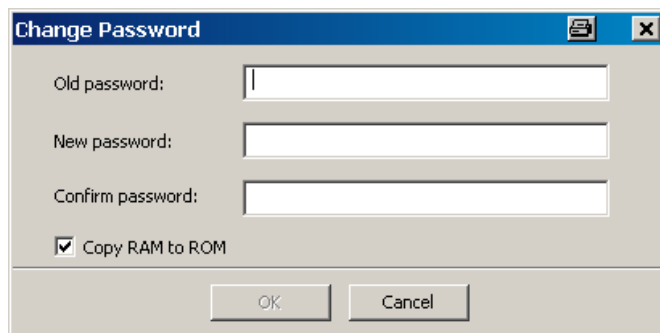 Change Password
Old password:
New password:
Confirm password:
Copy RAM to ROM
OK Cancel